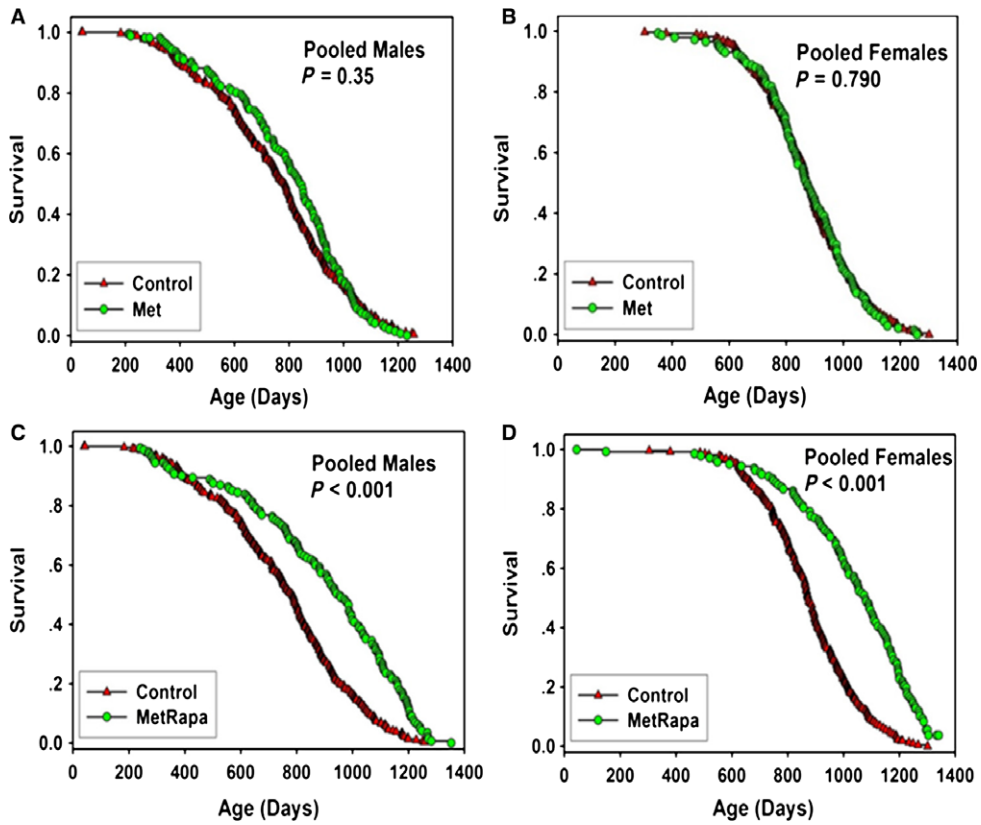 A
Pooled Males
P = 0.35
1.0
0.8
0.6
0.4
0.2
0.0
Survival
Control
Met
0 200 400 600 800 1000 1200 1400
Age (Days)
B
Pooled Females
P = 0.790
1.0
.8
.6
.4
.2
0.0
Survival
Control
Met
0 200 400 600 800 1000 1200 1400
Age (Days)
C
Pooled Males
P < 0.001
1.0
.8
.6
.4
.2
0.0
Survival
Control
MetRapa
0 200 400 600 800 1000 1200 1400
Age (Days)
D
Pooled Females
P < 0.001
1.0
.8
.6
.4
.2
0.0
Survival
Control
MetRapa
0 200 400 600 800 1000 1200 1400
Age (Days)